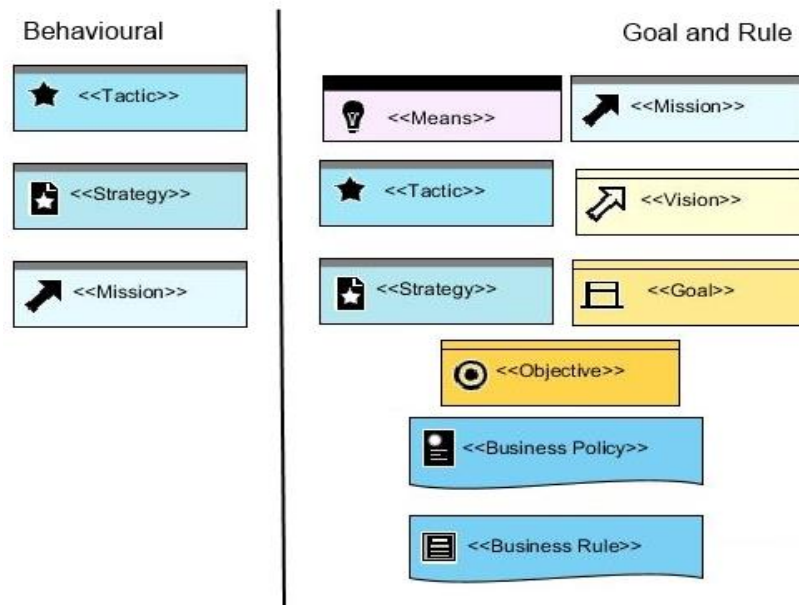 Behavioural
<<Tactic>>
<<Strategy>>
<<Mission>>
Goal and Rule
<<Means>>
<<Mission>>
<<Tactic>>
<<Vision>>
<<Strategy>>
<<Goal>>
<<Objective>>
<<Business Policy>>
<<Business Rule>>